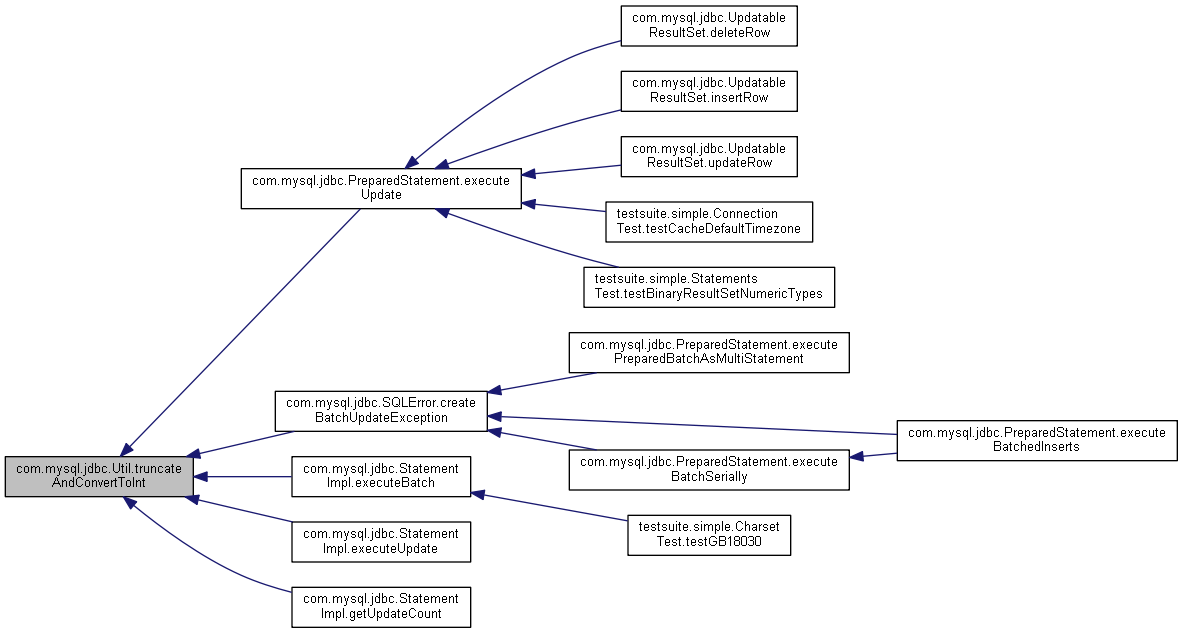 com.mysql.jdbc.Updatable
ResultSet.deleteRow
com.mysql.jdbc.Updatable
ResultSet.insertRow
com.mysql.jdbc.Updatable
ResultSet.updateRow
com.mysql.jdbc.PreparedStatement.execute
Update
testsuite.simple.Connection
Test.testCacheDefaultTimezone
testsuite.simple.Statements
Test.testBinaryResultSetNumericTypes
com.mysql.jdbc.PreparedStatement.execute
PreparedBatchAsMultiStatement
com.mysql.jdbc.SQLError.create
BatchUpdateException
com.mysql.jdbc.PreparedStatement.execute
BatchedInserts
com.mysql.jdbc.Util.truncate
AndConvertToInt
com.mysql.jdbc.Statement
Impl.executeBatch
com.mysql.jdbc.PreparedStatement.execute
BatchSerially
testsuite.simple.Charset
Test.testGB18030
com.mysql.jdbc.Statement
Impl.executeUpdate
com.mysql.jdbc.Statement
Impl.getUpdateCount